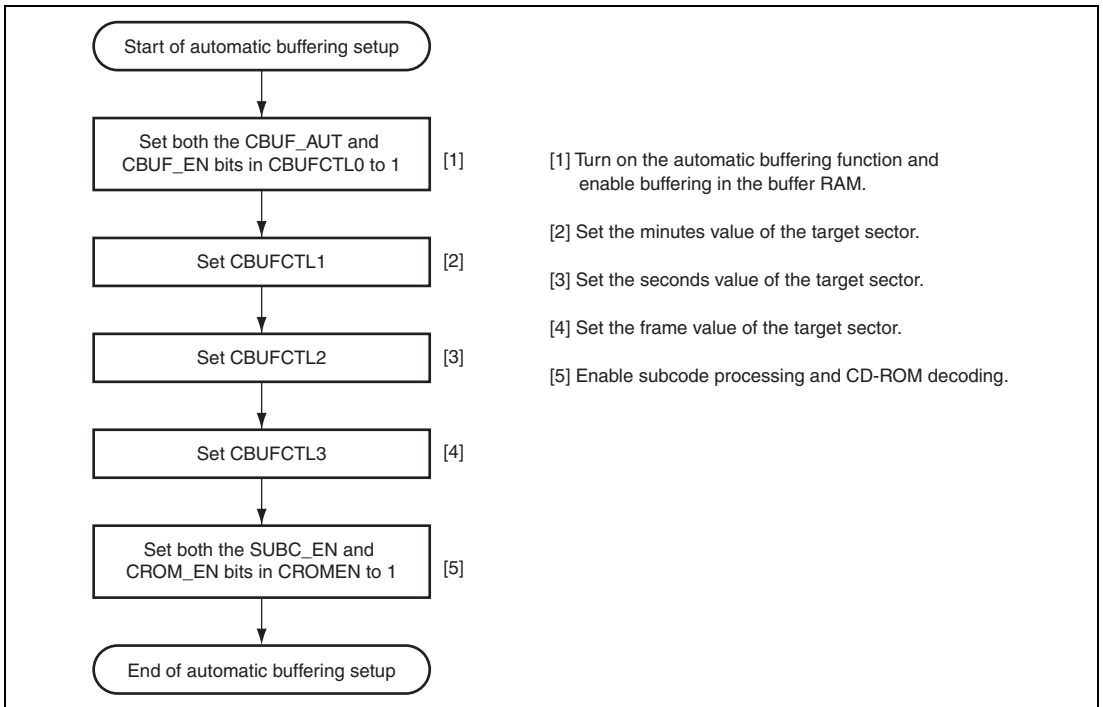 Start of automatic buffering setup
Set both the CBUF_AUT and
CBUF_EN bits in CBUFCTL0 to 1
[1]
Set CBUFCTL1
[2]
Set CBUFCTL2
[3]
Set CBUFCTL3
[4]
Set both the SUBC_EN and
CROM_EN bits in CROMEN to 1
[5]
End of automatic buffering setup
[1] Turn on the automatic buffering function and
enable buffering in the buffer RAM.
[2] Set the minutes value of the target sector.
[3] Set the seconds value of the target sector.
[4] Set the frame value of the target sector.
[5] Enable subcode processing and CD-ROM decoding.